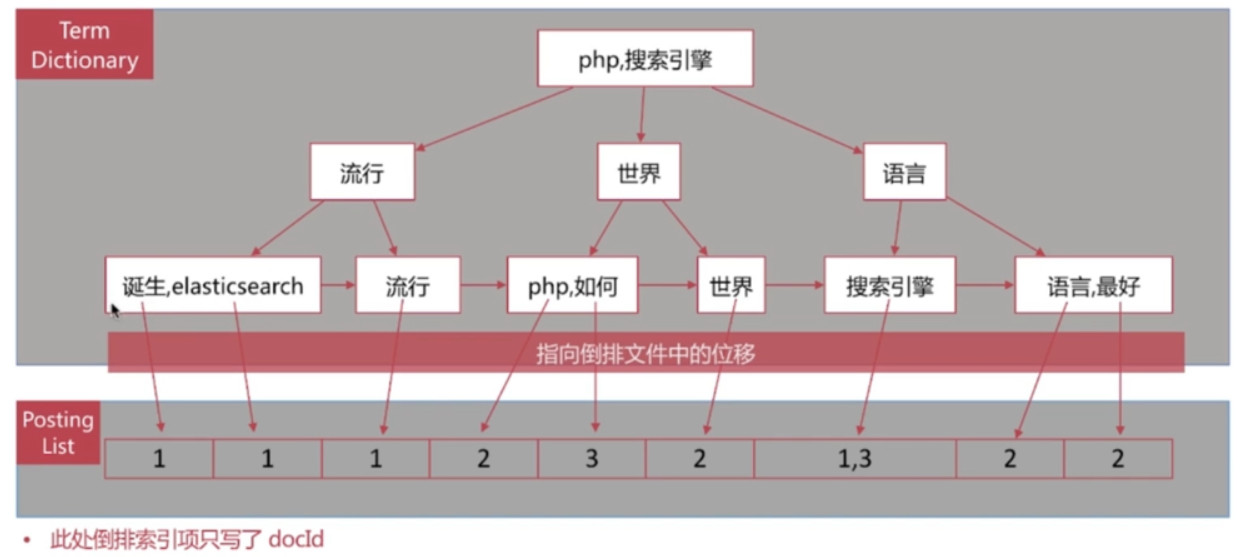 Term
Dictionary
php,搜索引擎
流行
世界
语言
诞生,elasticsearch
流行
php,如何
世界
搜索引擎
语言,最好
指向倒排文件中的位移
Posting
List
1
1
1
2
3
2
1,3
2
2
• 此处倒排索引项只写了 docId